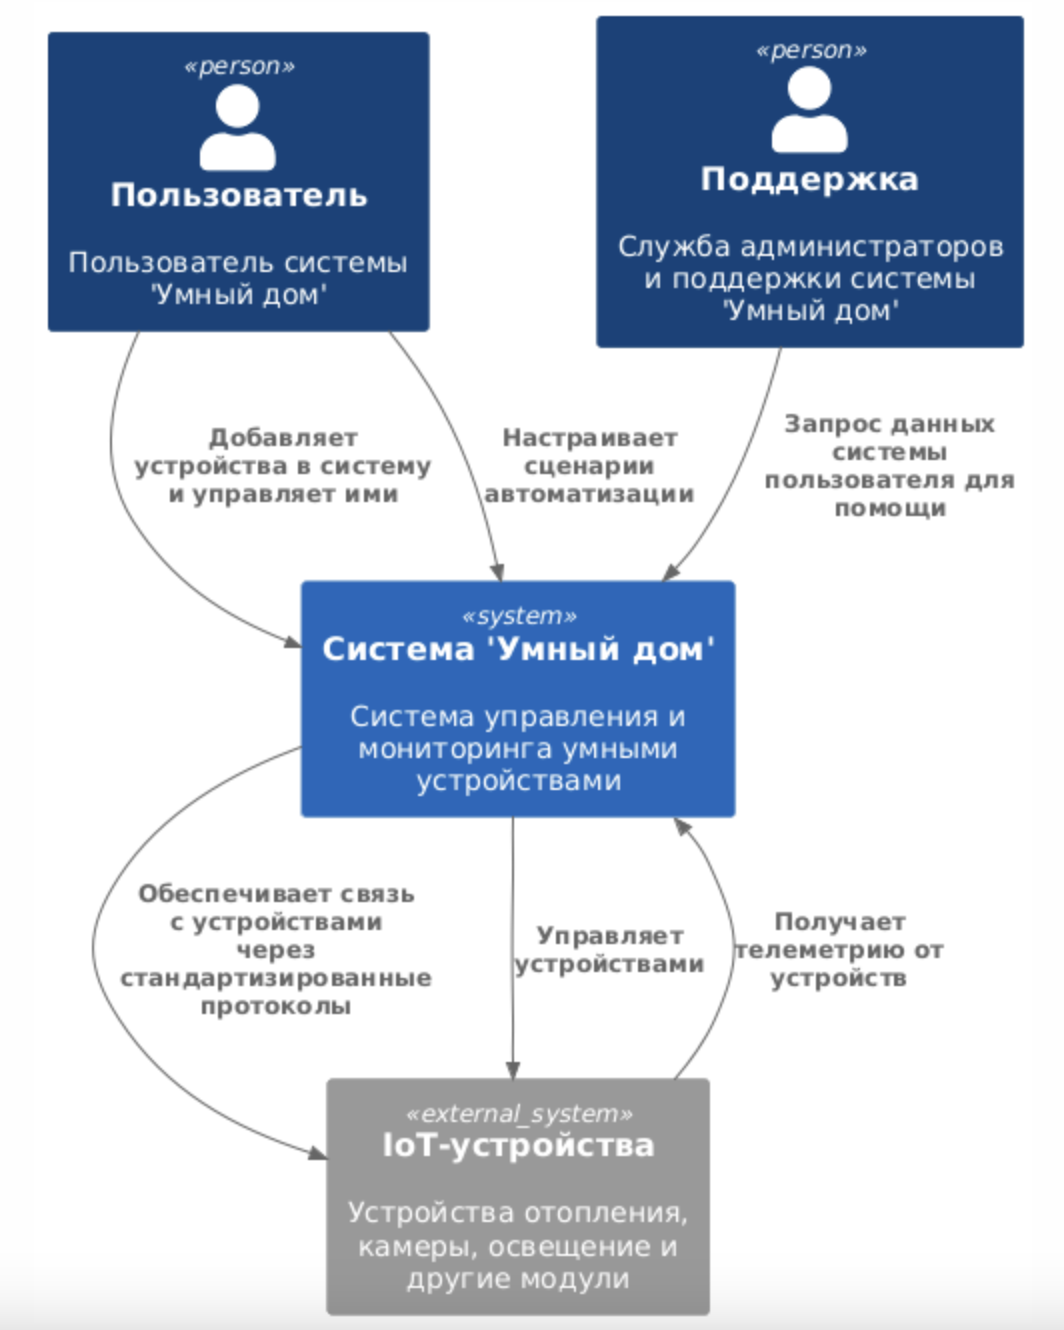 «person»
Пользователь
Пользователь системы
'Умный дом'
«person»
Поддержка
Служба администраторов
и поддержки системы
'Умный дом'
Добавляет
устройства в систему
и управляет ими
Настраивает
сценарии
автоматизации
Запрос данных
системы
пользователя для
помощи
«system»
Система 'Умный дом'
Система управления и
мониторинга умными
устройствами
Обеспечивает связь
с устройствами
через
стандартизированные
протоколы
Управляет
устройствами
Получает
телеметрию от
устройств
«external_system»
IoT-устройства
Устройства отопления,
камеры, освещение и
другие модули